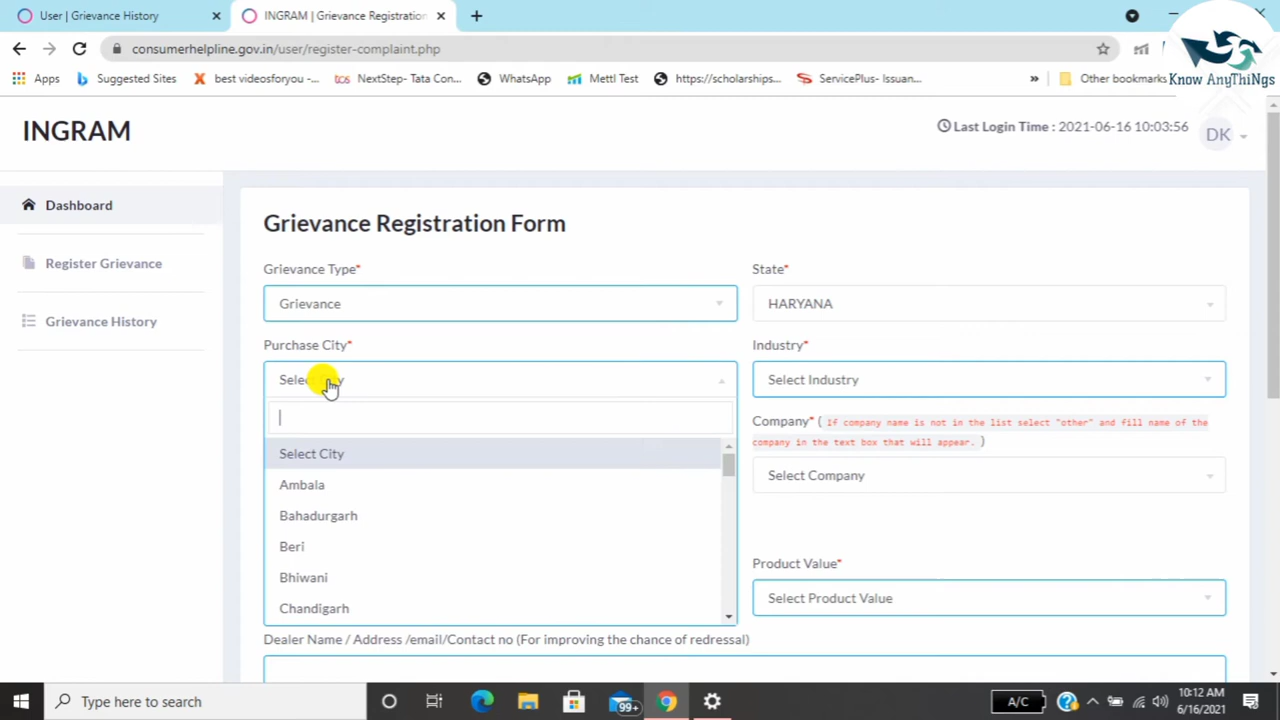 User | Grievance History
INGRAM | Grievance Registration
consumerhelpline.gov.in/user/register-complaint.php
Apps Suggested Sites best videosforyou -... NextStep- Tata Con... WhatsApp Mettl Test https://scholarships... ServicePlus- Issuan... » Other bookmarks
Know AnyThiNgs
INGRAM
Last Login Time : 2021-06-16 10:03:56
DK
Dashboard
Register Grievance
Grievance History
Grievance Registration Form
Grievance Type*
Grievance
State*
HARYANA
Purchase City*
Select City
Ambala
Bahadurgarh
Beri
Bhiwani
Chandigarh
Industry*
Select Industry
Company* ( If company name is not in the list select "other" and fill name of the
company in the text box that will appear. )
Select Company
Product Value*
Select Product Value
Dealer Name / Address /email/Contact no (For improving the chance of redressal)
Type here to search
99+
A/C
10:12 AM
6/16/2021